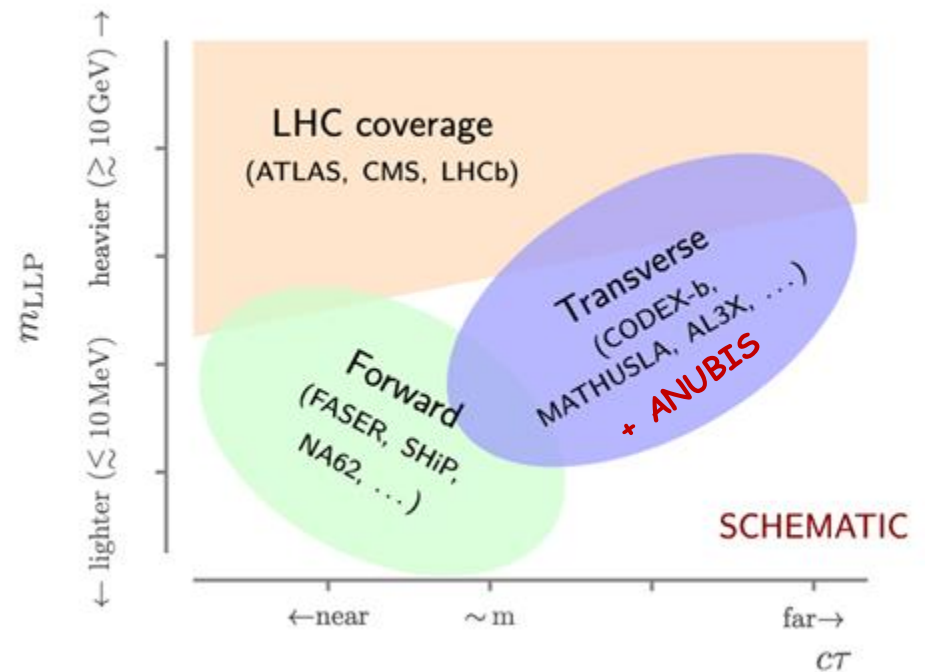 LHC coverage
(ATLAS, CMS, LHCb)
Transverse
(CODEX-b,
MATHUSLA, AL3X, ...)
+ ANUBIS
Forward
(FASER, SHiP,
NA62, ...)
SCHEMATIC
m_LLP
← lighter (≲ 10 MeV)
heavier (≳ 10 GeV) →
←near
∼ m
far→
cτ